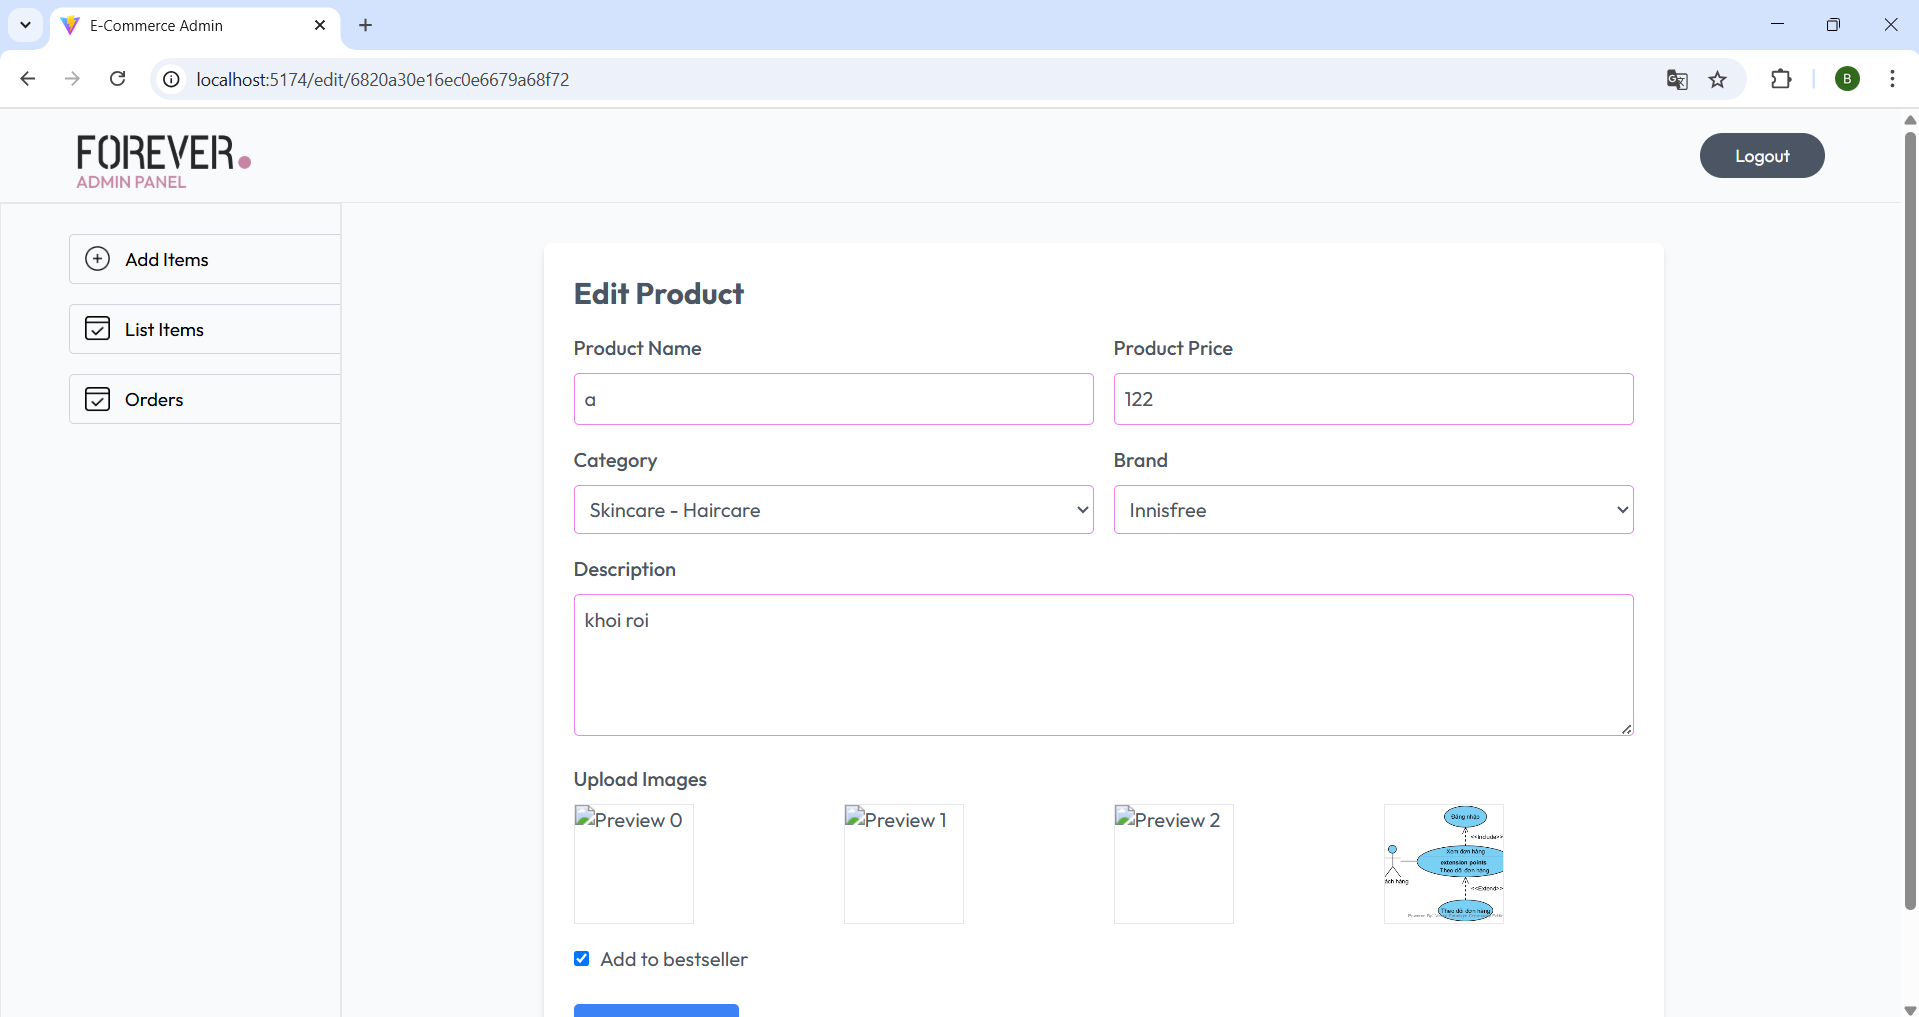 E-Commerce Admin
localhost:5174/edit/6820a30e16ec0e6679a68f72
B
FOREVER.
ADMIN PANEL
Logout
Add Items
List Items
Orders
Edit Product
Product Name
Product Price
a
122
Category
Brand
Skincare - Haircare
Innisfree
Description
khoi roi
Upload Images
Preview 0
Preview 1
Preview 2
Đăng nhập
<<Include>>
Xem đơn hàng
extension points
Theo dõi đơn hàng
ách hàng
<<Extend>>
Theo dõi đơn hàng
Add to bestseller